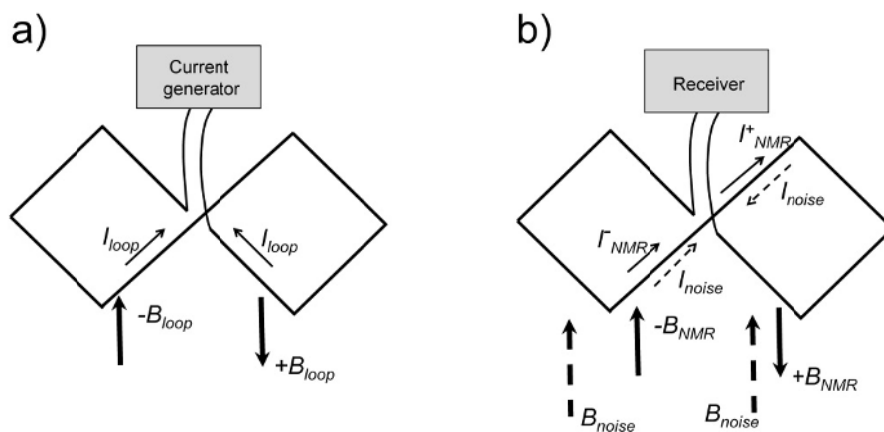 a)
Current
generator
I_loop
I_loop
-B_loop
+B_loop
b)
Receiver
I^+_NMR
I_noise
I^-_NMR
I_noise
-B_NMR
+B_NMR
B_noise
B_noise